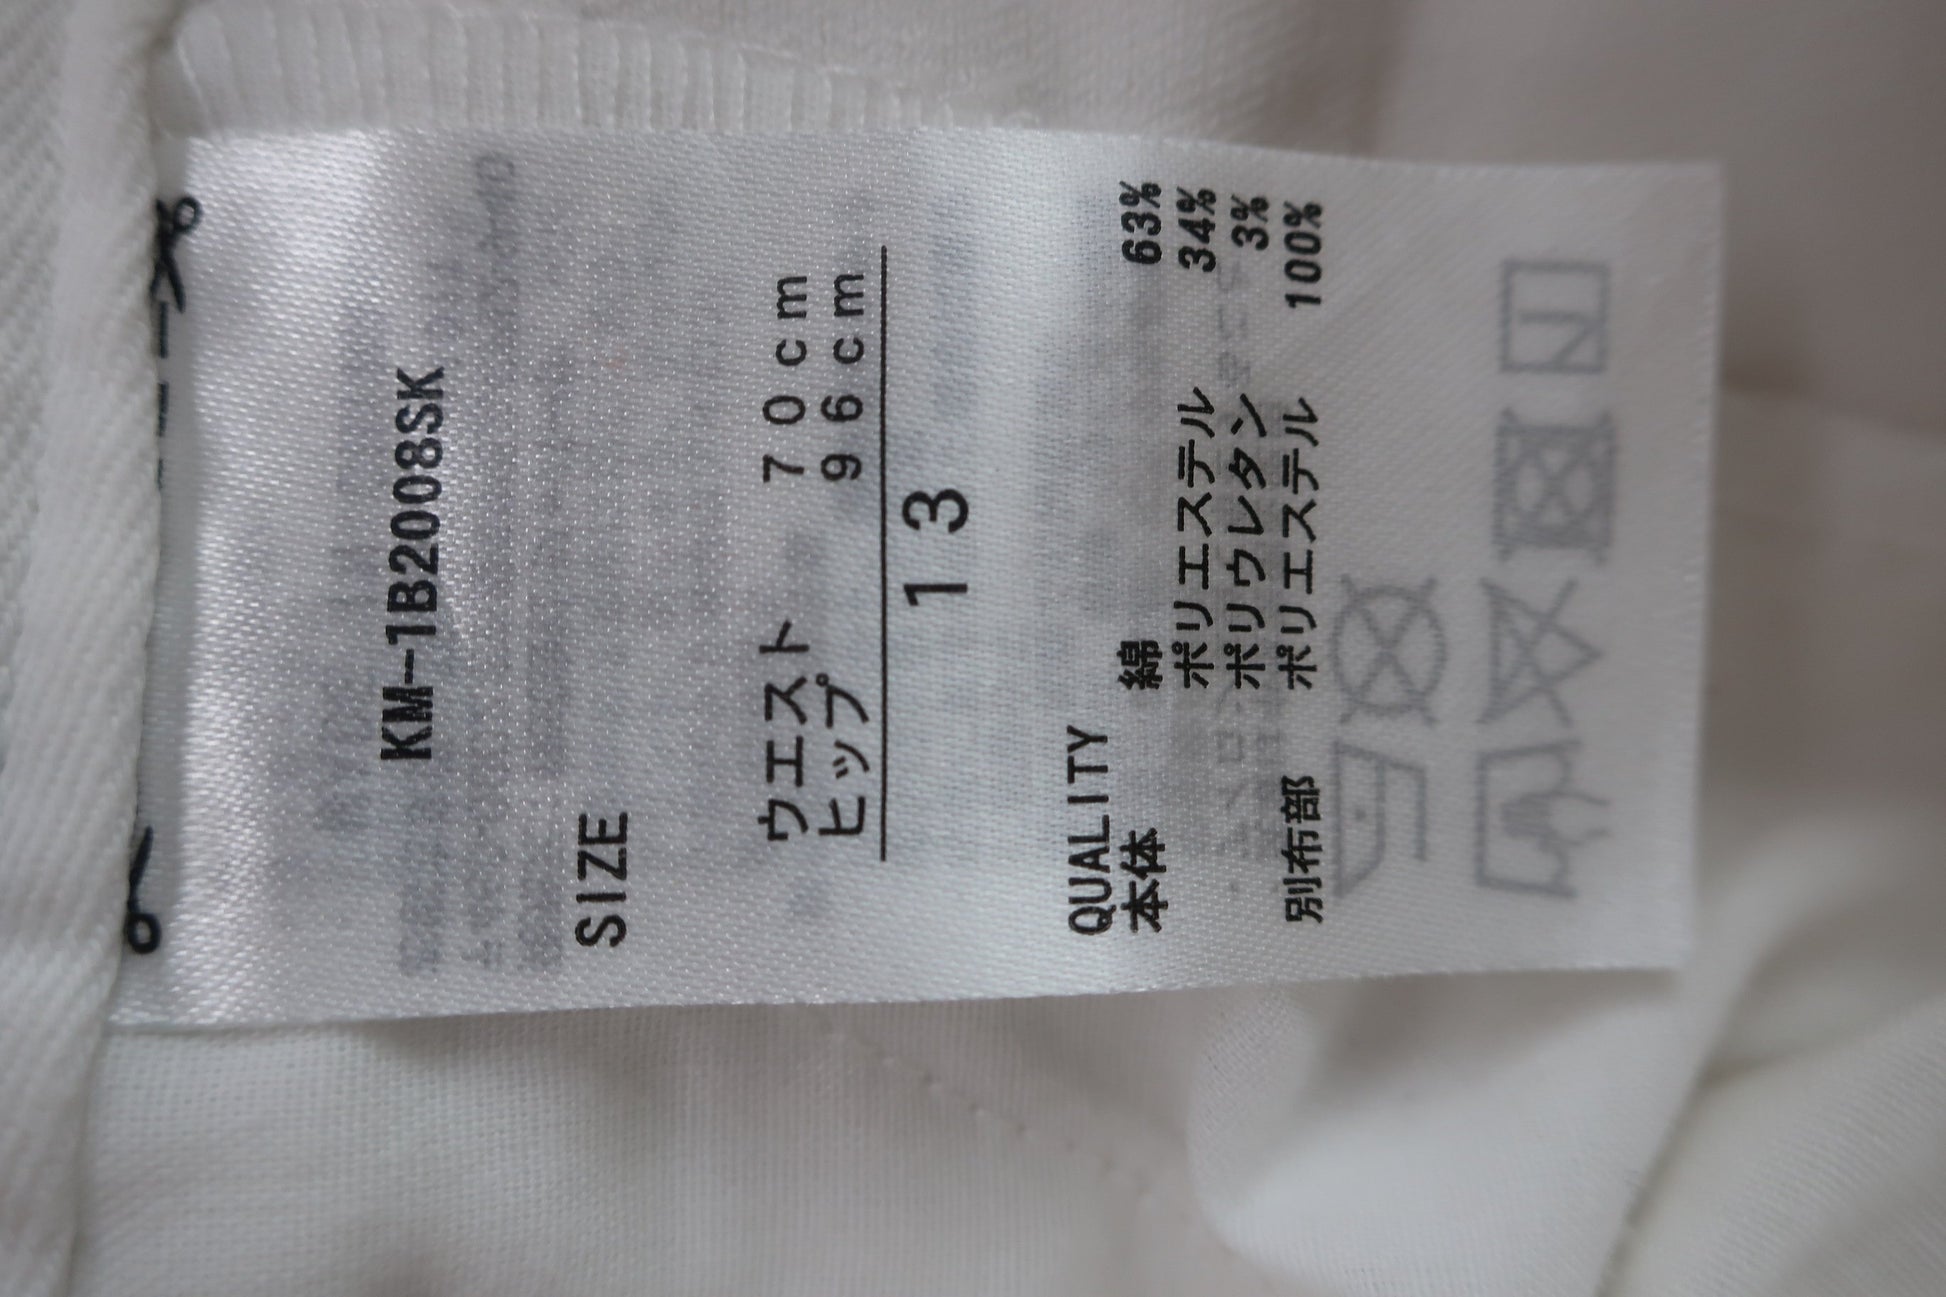 KM-1B2008SK
SIZE
ウエスト 70cm
ヒップ 96cm
13
QUALITY
本体 綿 63%
ポリエステル 34%
ポリウレタン 3%
別布部 ポリエステル 100%